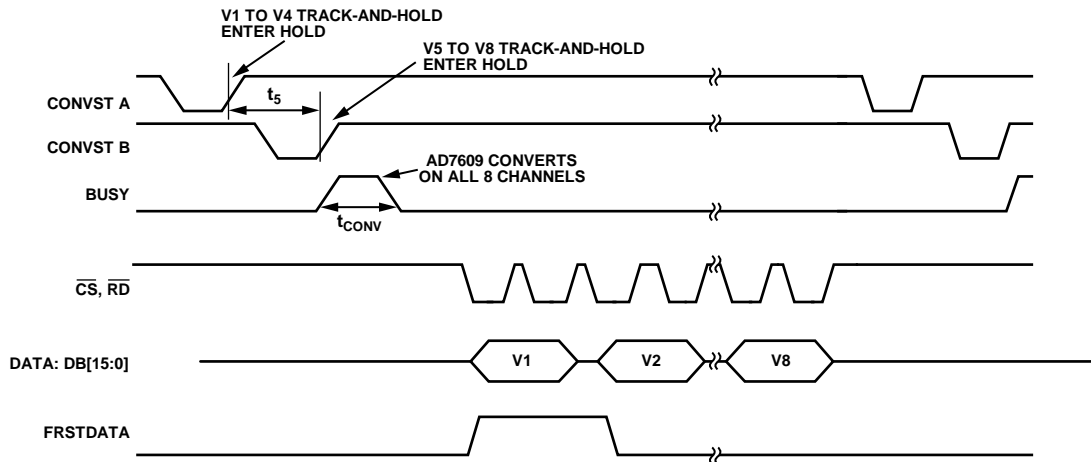 V1 TO V4 TRACK-AND-HOLD
ENTER HOLD
V5 TO V8 TRACK-AND-HOLD
ENTER HOLD
CONVST A
t5
CONVST B
AD7609 CONVERTS
ON ALL 8 CHANNELS
BUSY
tCONV
CS, RD
DATA: DB[15:0]
V1
V2
V8
FRSTDATA